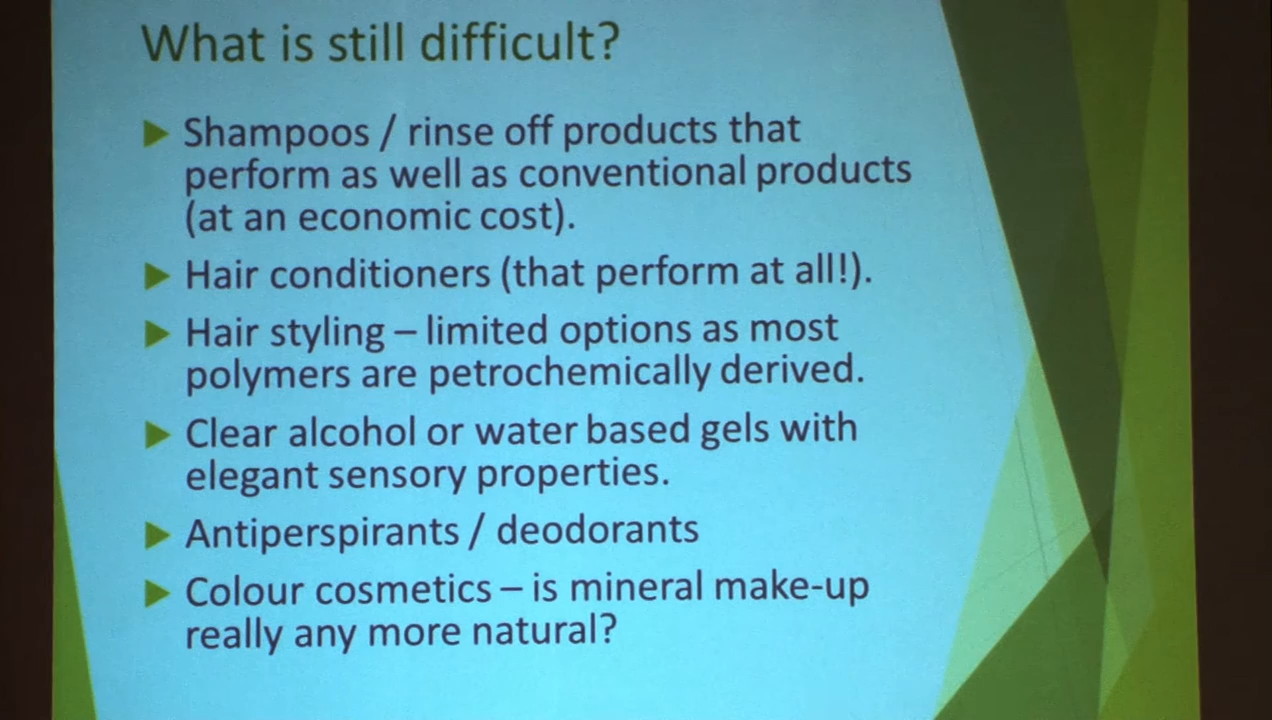 What is still difficult?
Shampoos / rinse off products that
perform as well as conventional products
(at an economic cost).
Hair conditioners (that perform at all!).
Hair styling – limited options as most
polymers are petrochemically derived.
Clear alcohol or water based gels with
elegant sensory properties.
Antiperspirants / deodorants
Colour cosmetics – is mineral make-up
really any more natural?